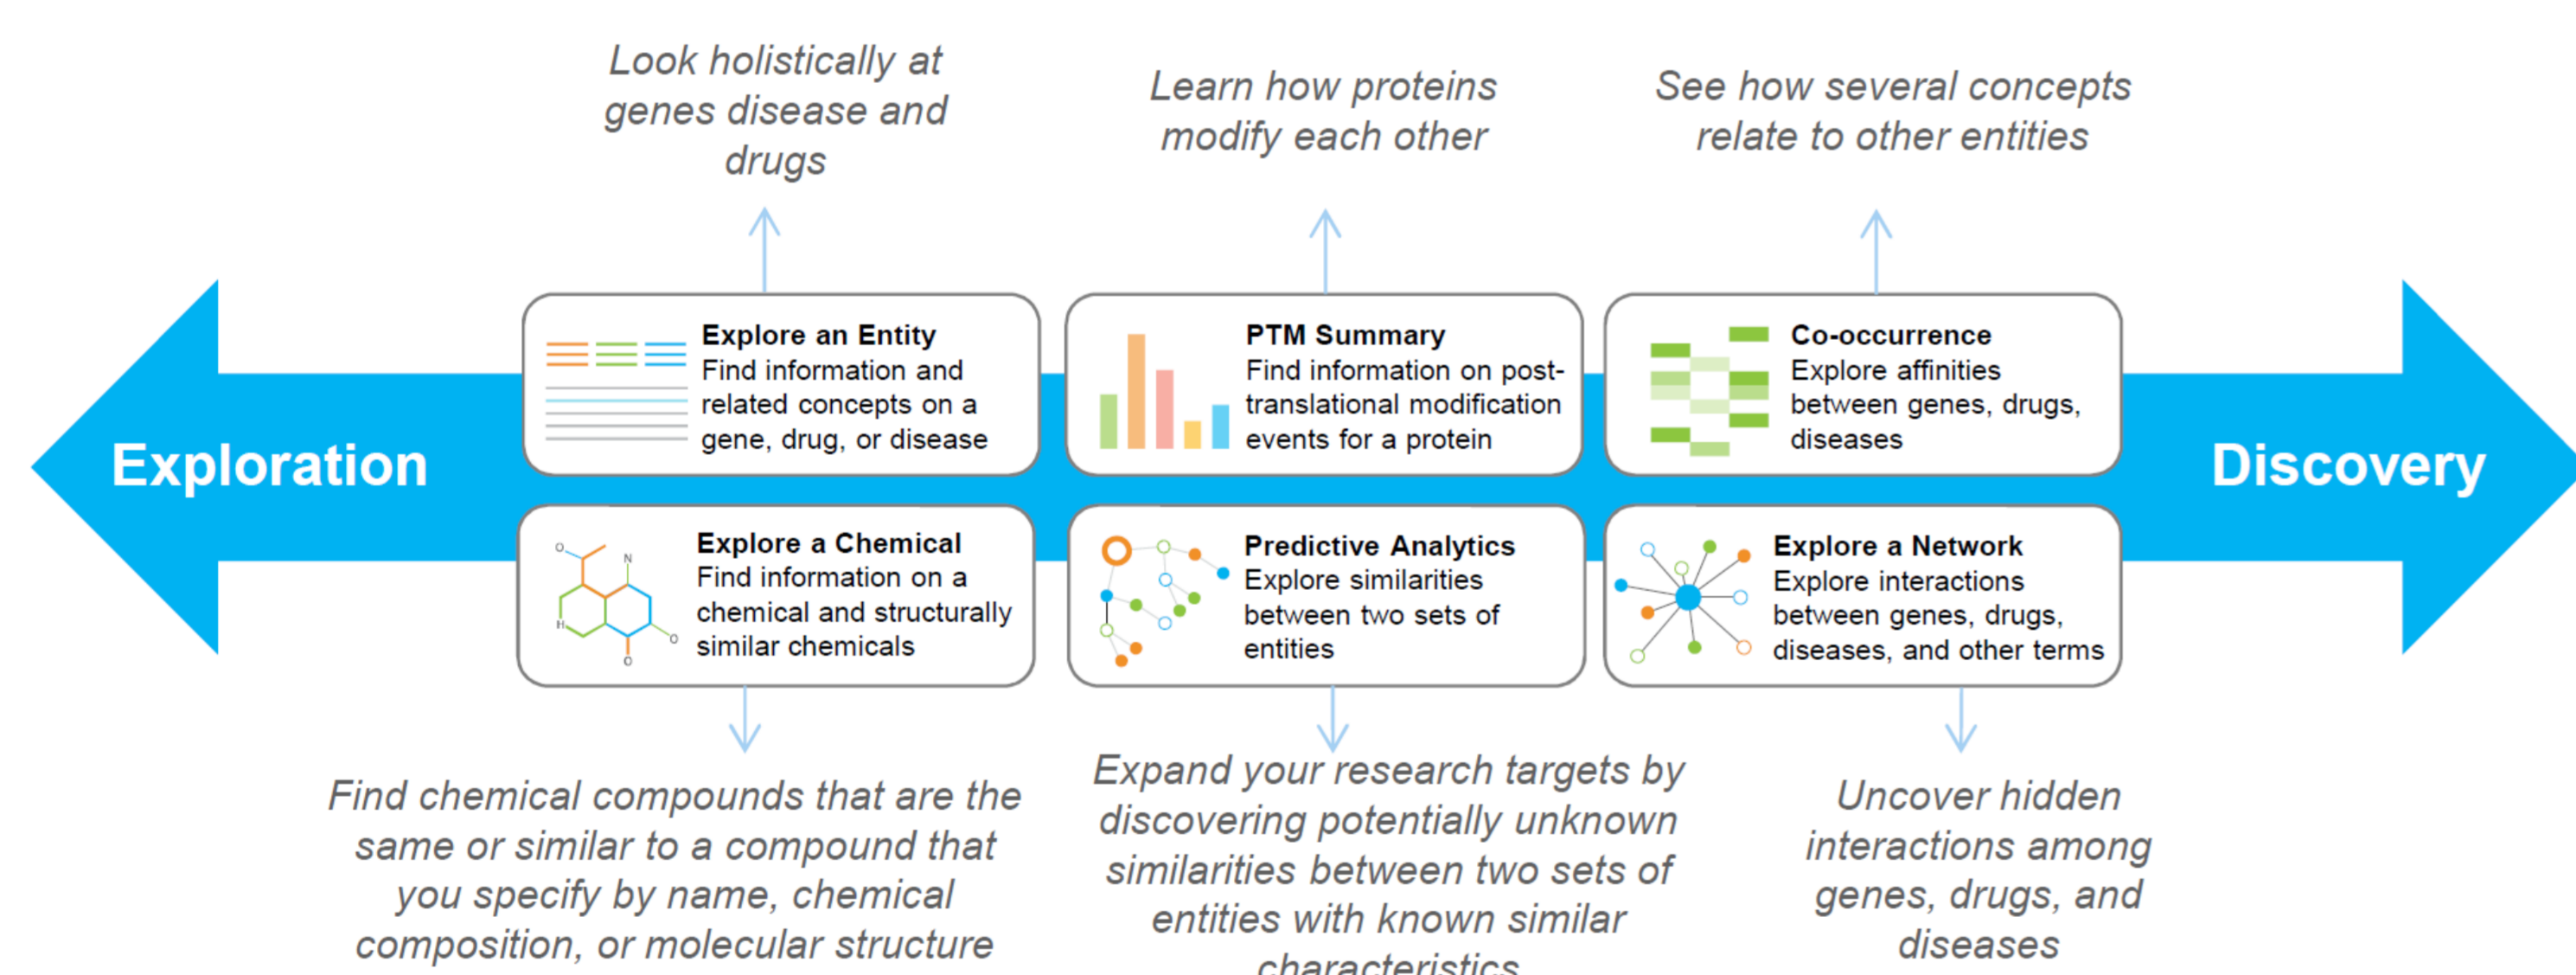 Look holistically at
genes disease and
drugs
Learn how proteins
modify each other
See how several concepts
relate to other entities
Exploration
Explore an Entity
Find information and
related concepts on a
gene, drug, or disease
PTM Summary
Find information on post-
translational modification
events for a protein
Co-occurrence
Explore affinities
between genes, drugs,
diseases
Discovery
O
N
H
O
O
Explore a Chemical
Find information on a
chemical and structurally
similar chemicals
Predictive Analytics
Explore similarities
between two sets of
entities
Explore a Network
Explore interactions
between genes, drugs,
diseases, and other terms
Find chemical compounds that are the
same or similar to a compound that
you specify by name, chemical
composition, or molecular structure
Expand your research targets by
discovering potentially unknown
similarities between two sets of
entities with known similar
characteristics
Uncover hidden
interactions among
genes, drugs, and
diseases